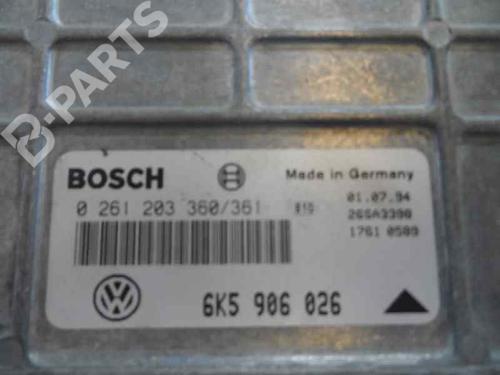 B-PARTS
BOSCH
Made in Germany
0 261 203 360/361
01.07.94
26SA3398
1761 0589
6K5 906 026